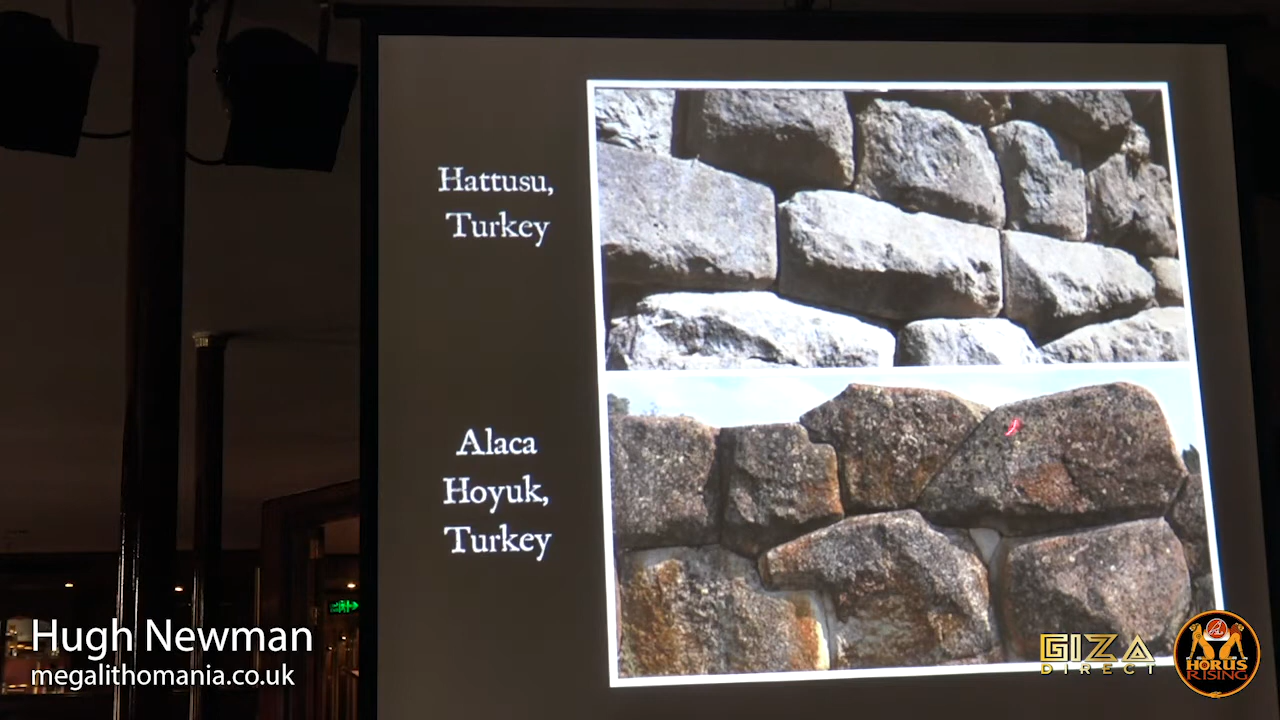 Hattusu,
Turkey
Alaca
Hoyuk,
Turkey
Hugh Newman
megalithomania.co.uk
GIZA
DIRECT
HORUS
RISING